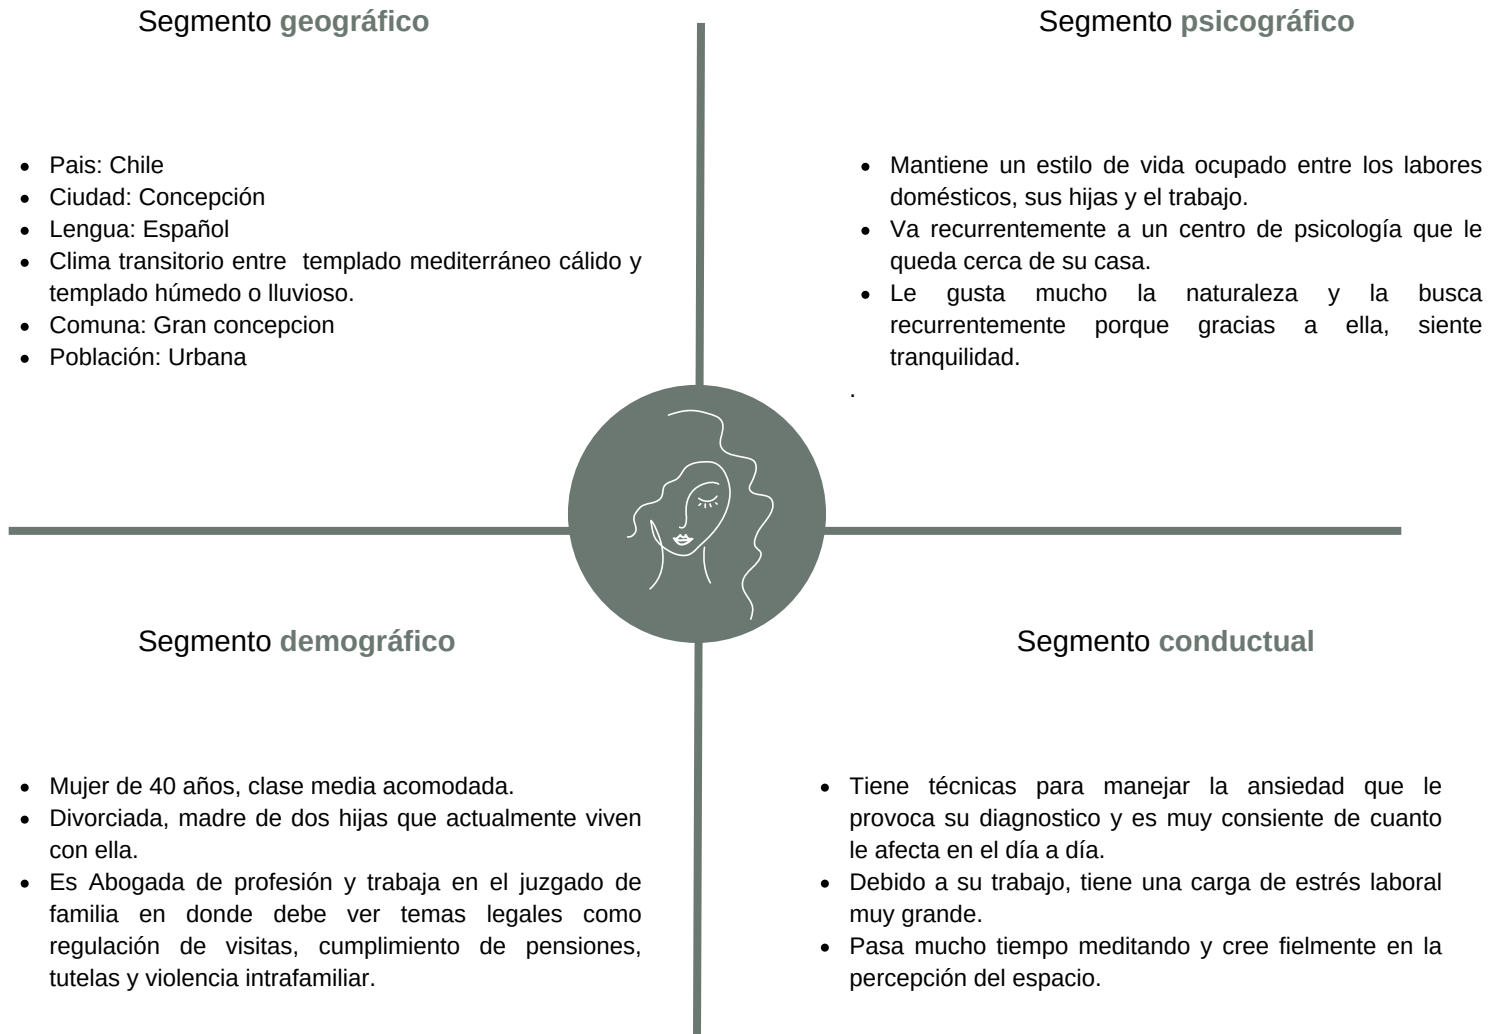 Segmento geográfico
Pais: Chile
Ciudad: Concepción
Lengua: Español
Clima transitorio entre templado mediterráneo cálido y
templado húmedo o lluvioso.
Comuna: Gran concepcion
Población: Urbana
Segmento psicográfico
Mantiene un estilo de vida ocupado entre los labores
domésticos, sus hijas y el trabajo.
Va recurrentemente a un centro de psicología que le
queda cerca de su casa.
Le gusta mucho la naturaleza y la busca
recurrentemente porque gracias a ella, siente
tranquilidad.
.
Segmento demográfico
Mujer de 40 años, clase media acomodada.
Divorciada, madre de dos hijas que actualmente viven
con ella.
Es Abogada de profesión y trabaja en el juzgado de
familia en donde debe ver temas legales como
regulación de visitas, cumplimiento de pensiones,
tutelas y violencia intrafamiliar.
Segmento conductual
Tiene técnicas para manejar la ansiedad que le
provoca su diagnostico y es muy consiente de cuanto
le afecta en el día a día.
Debido a su trabajo, tiene una carga de estrés laboral
muy grande.
Pasa mucho tiempo meditando y cree fielmente en la
percepción del espacio.